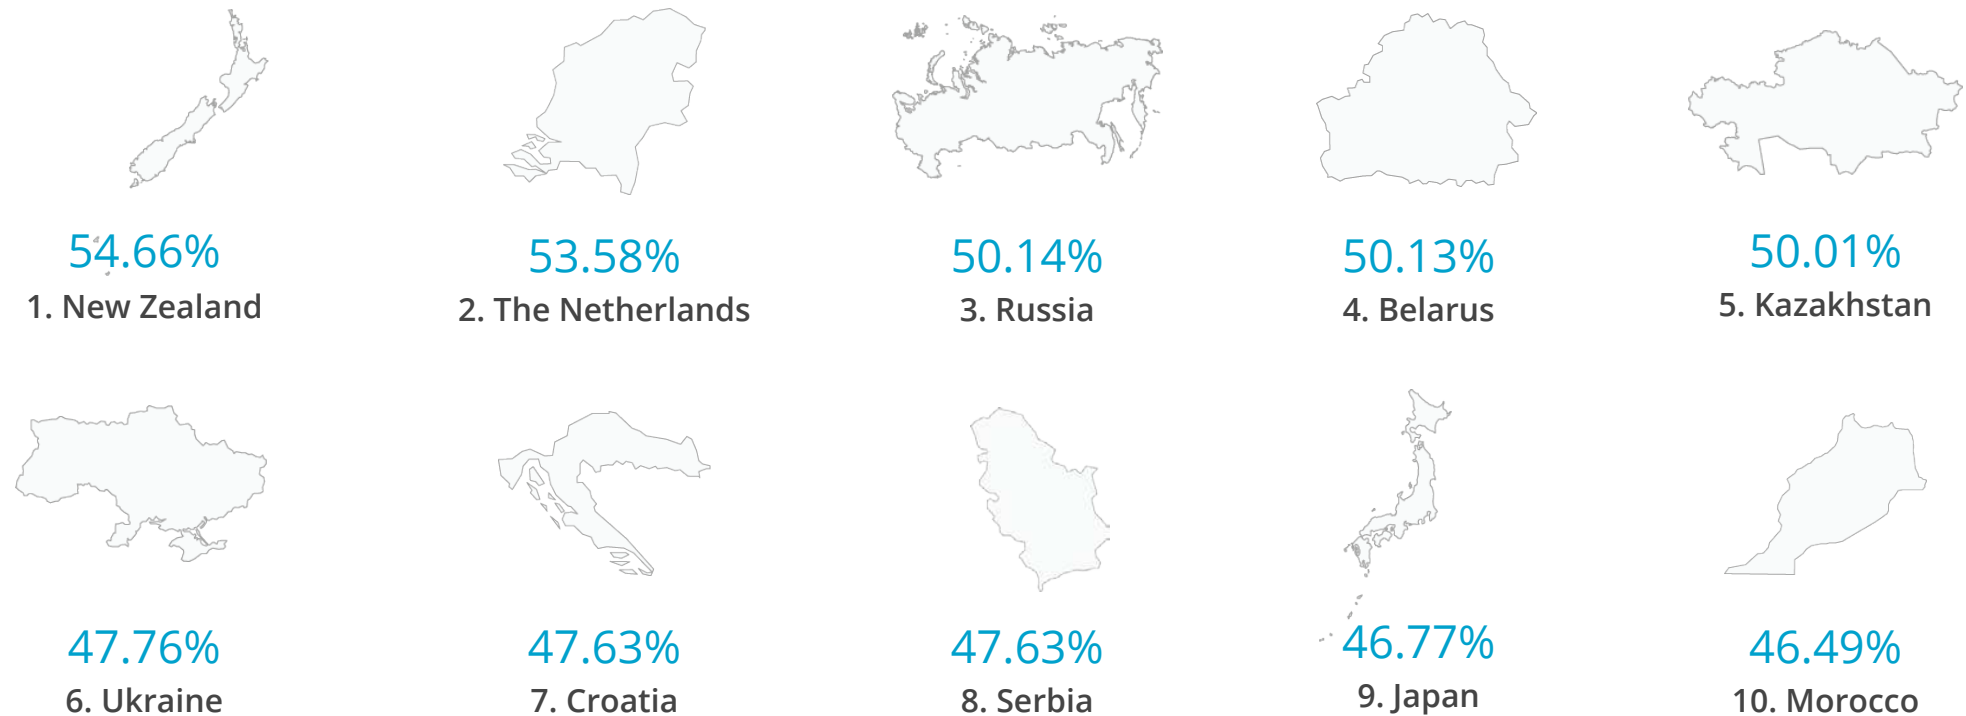 54.66%
1. New Zealand
53.58%
2. The Netherlands
50.14%
3. Russia
50.13%
4. Belarus
50.01%
5. Kazakhstan
47.76%
6. Ukraine
47.63%
7. Croatia
47.63%
8. Serbia
46.77%
9. Japan
46.49%
10. Morocco